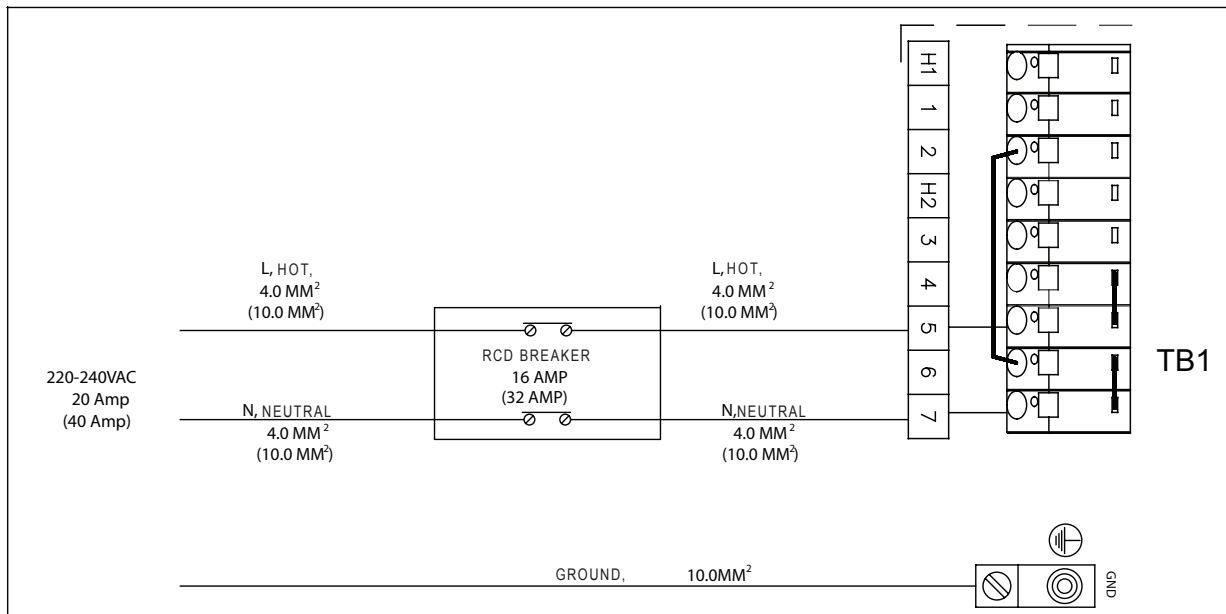 H1
1
2
H2
3
4
5
6
7
TB1
L, HOT,
4.0 MM²
(10.0 MM²)
L, HOT,
4.0 MM²
(10.0 MM²)
RCD BREAKER
16 AMP
(32 AMP)
220-240VAC
20 Amp
(40 Amp)
N, NEUTRAL
4.0 MM²
(10.0 MM²)
N,NEUTRAL
4.0 MM²
(10.0 MM²)
GROUND, 10.0MM²
GND